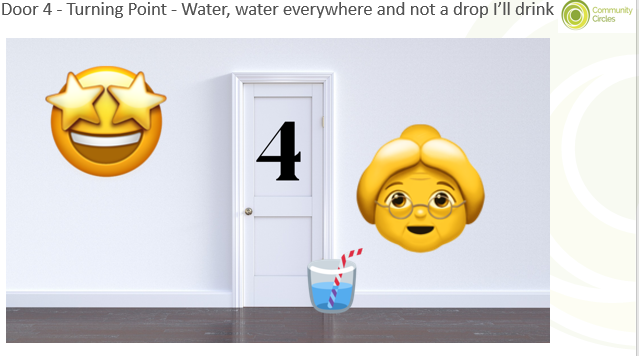 Door 4 - Turning Point - Water, water everywhere and not a drop I'll drink
Community
Circles
4